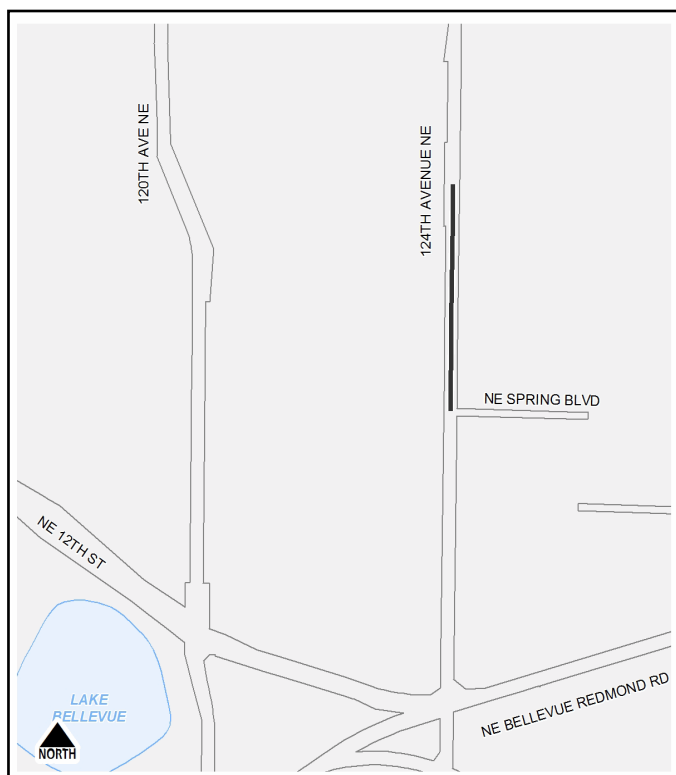 120TH AVE NE
124TH AVENUE NE
NE SPRING BLVD
NE 12TH ST
LAKE
BELLEVUE
NE BELLEVUE REDMOND RD
NORTH